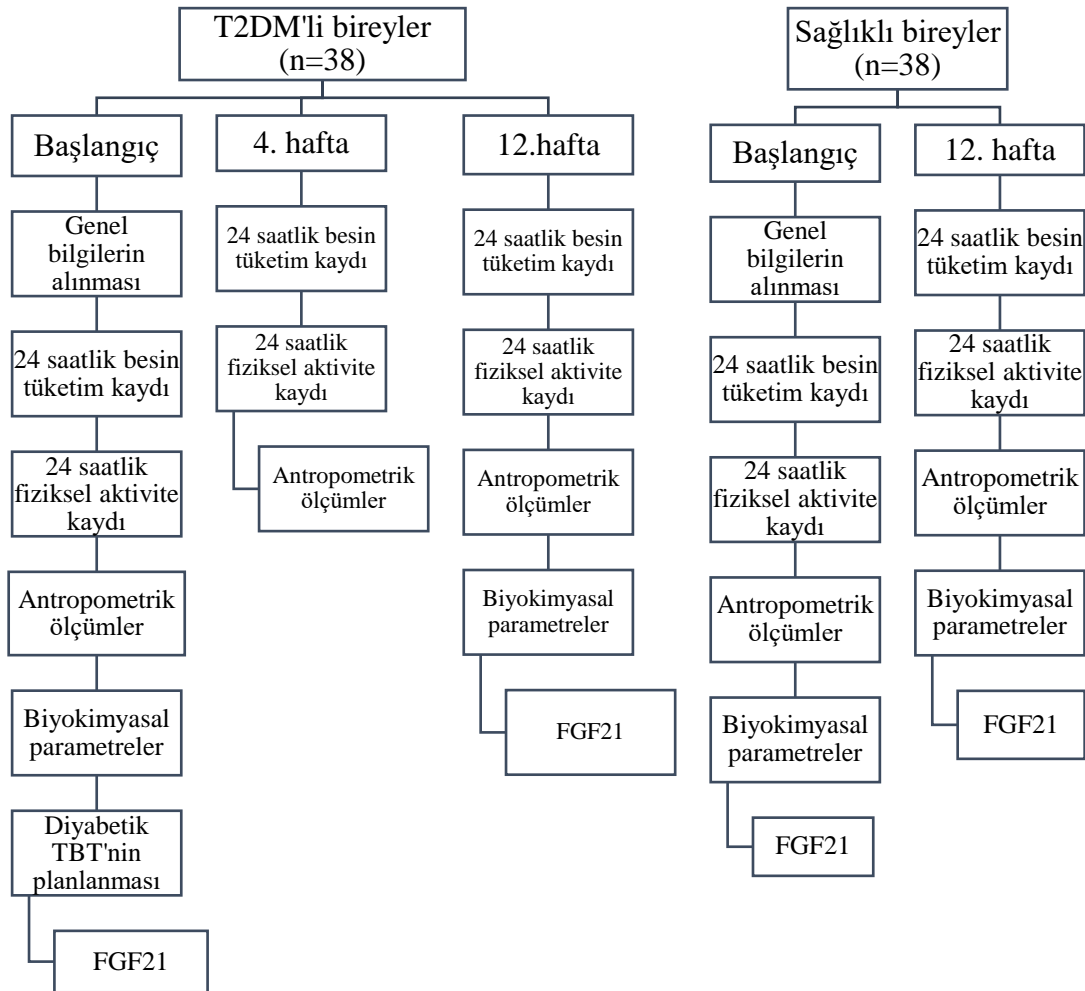 T2DM'li bireyler
(n=38)
Başlangıç
Genel
bilgilerin
alınması
24 saatlik besin
tüketim kaydı
24 saatlik
fiziksel aktivite
kaydı
Antropometrik
ölçümler
Biyokimyasal
parametreler
Diyabetik
TBT'nin
planlanması
FGF21
4. hafta
24 saatlik besin
tüketim kaydı
24 saatlik
fiziksel aktivite
kaydı
Antropometrik
ölçümler
12.hafta
24 saatlik besin
tüketim kaydı
24 saatlik
fiziksel aktivite
kaydı
Antropometrik
ölçümler
Biyokimyasal
parametreler
FGF21
Sağlıklı bireyler
(n=38)
Başlangıç
Genel
bilgilerin
alınması
24 saatlik besin
tüketim kaydı
24 saatlik
fiziksel aktivite
kaydı
Antropometrik
ölçümler
Biyokimyasal
parametreler
FGF21
12. hafta
24 saatlik besin
tüketim kaydı
24 saatlik
fiziksel aktivite
kaydı
Antropometrik
ölçümler
Biyokimyasal
parametreler
FGF21